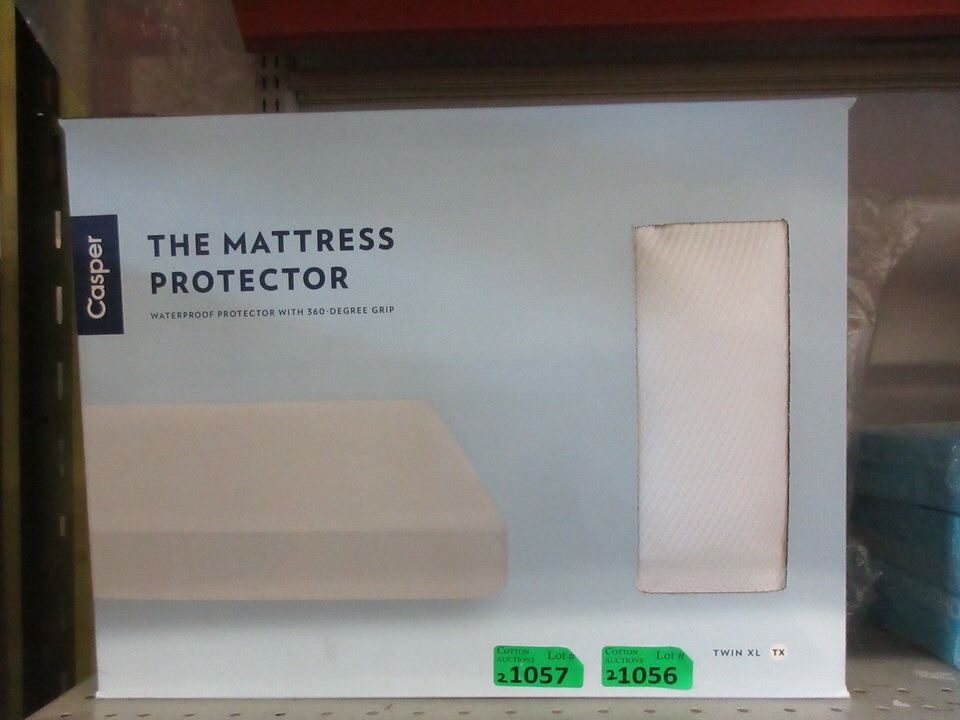 Casper
THE MATTRESS
PROTECTOR
WATERPROOF PROTECTOR WITH 360-DEGREE GRIP
COTTON
AUCTIONS
Lot #
21057
COTTON
AUCTIONS
Lot #
21056
TWIN XL TX